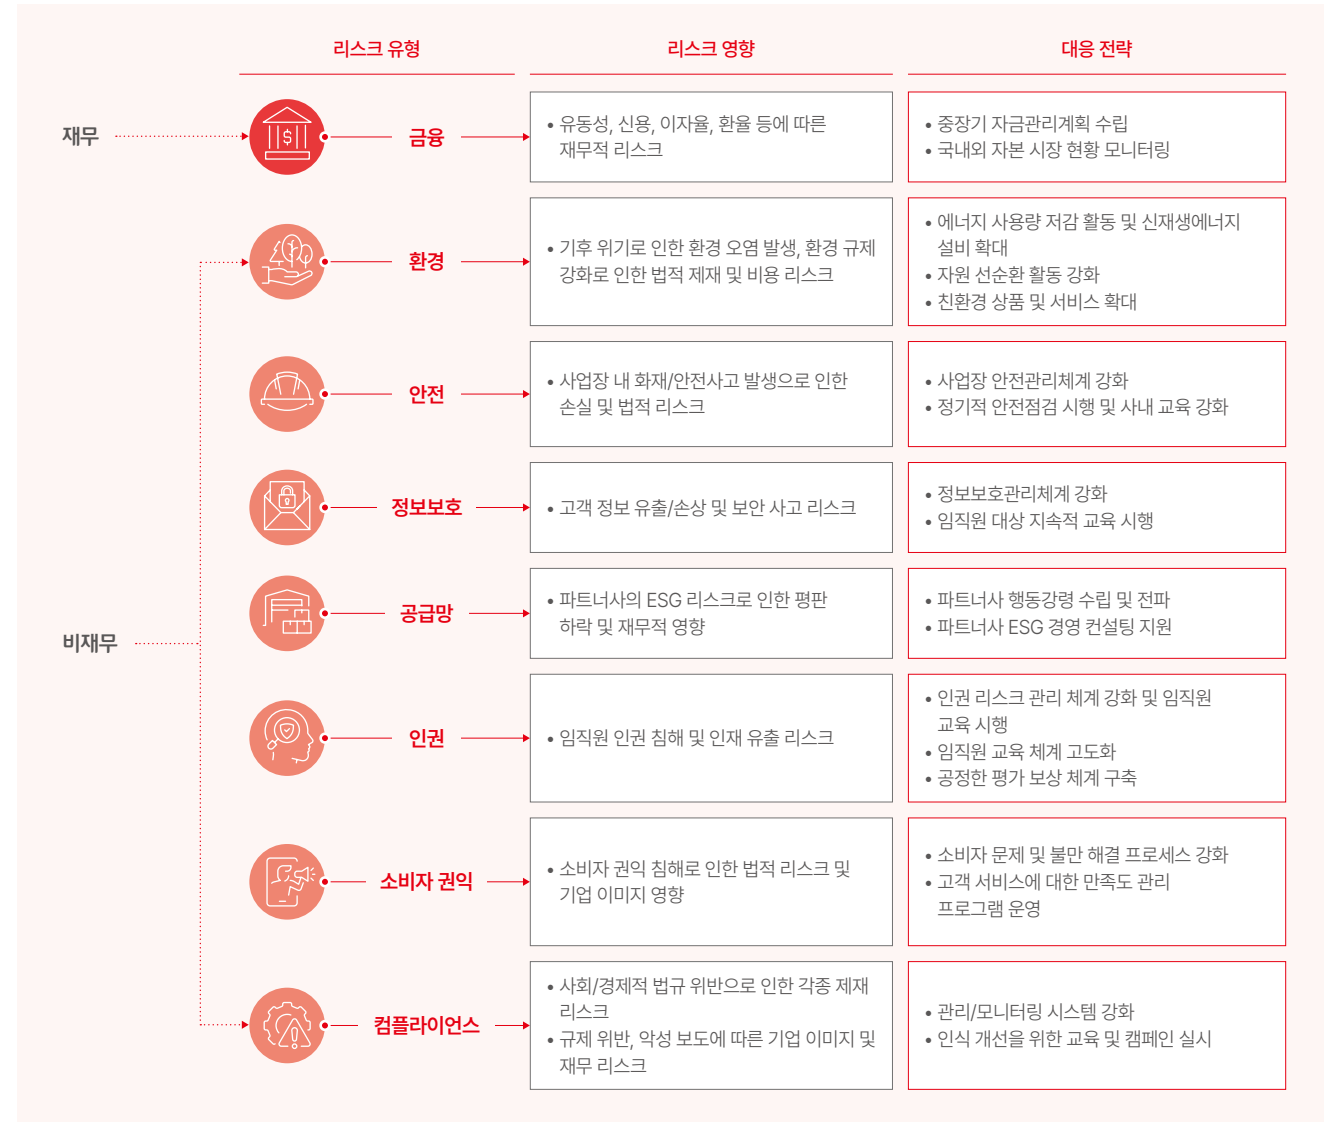 리스크 유형
리스크 영향
대응 전략
재무
금융
• 유동성, 신용, 이자율, 환율 등에 따른
재무적 리스크
• 중장기 자금관리계획 수립
• 국내외 자본 시장 현황 모니터링
비재무
환경
• 기후 위기로 인한 환경 오염 발생, 환경 규제
강화로 인한 법적 제재 및 비용 리스크
• 에너지 사용량 저감 활동 및 신재생에너지
설비 확대
• 자원 선순환 활동 강화
• 친환경 상품 및 서비스 확대
안전
• 사업장 내 화재/안전사고 발생으로 인한
손실 및 법적 리스크
• 사업장 안전관리체계 강화
• 정기적 안전점검 시행 및 사내 교육 강화
정보보호
• 고객 정보 유출/손상 및 보안 사고 리스크
• 정보보호관리체계 강화
• 임직원 대상 지속적 교육 시행
공급망
• 파트너사의 ESG 리스크로 인한 평판
하락 및 재무적 영향
• 파트너사 행동강령 수립 및 전파
• 파트너사 ESG 경영 컨설팅 지원
인권
• 임직원 인권 침해 및 인재 유출 리스크
• 인권 리스크 관리 체계 강화 및 임직원
교육 시행
• 임직원 교육 체계 고도화
• 공정한 평가 보상 체계 구축
소비자 권익
• 소비자 권익 침해로 인한 법적 리스크 및
기업 이미지 영향
• 소비자 문제 및 불만 해결 프로세스 강화
• 고객 서비스에 대한 만족도 관리
프로그램 운영
컴플라이언스
• 사회/경제적 법규 위반으로 인한 각종 제재
리스크
• 규제 위반, 악성 보도에 따른 기업 이미지 및
재무 리스크
• 관리/모니터링 시스템 강화
• 인식 개선을 위한 교육 및 캠페인 실시